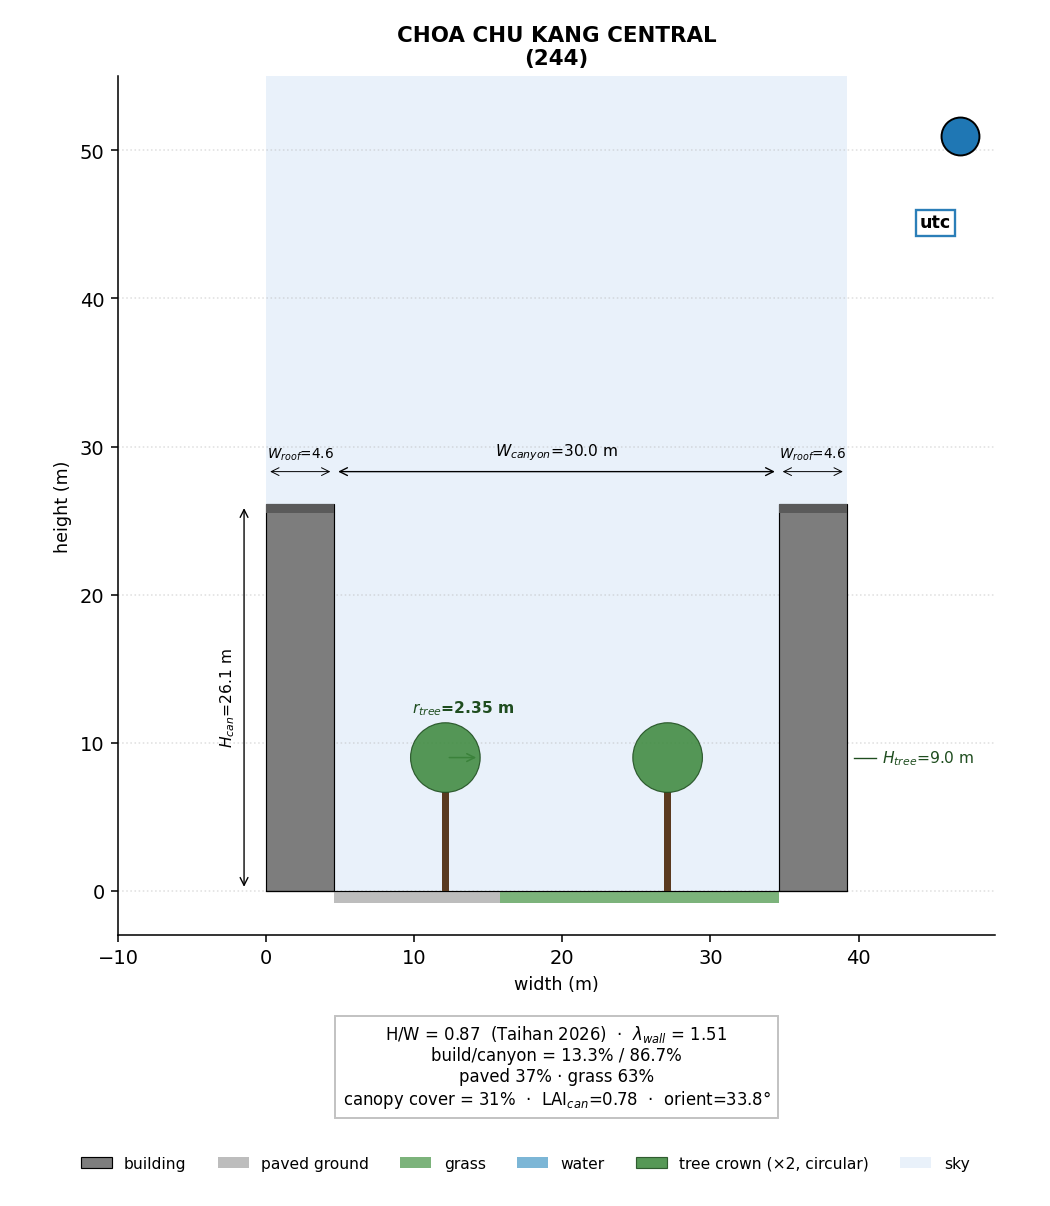 CHOA CHU KANG CENTRAL
(244)
50
40
30
20
10
0
height (m)
utc
W_roof=4.6
W_canyon=30.0 m
W_roof=4.6
H_can=26.1 m
r_tree=2.35 m
H_tree=9.0 m
−10
0
10
20
30
40
width (m)
H/W = 0.87 (Taihan 2026) · λ_wall = 1.51
build/canyon = 13.3% / 86.7%
paved 37% · grass 63%
canopy cover = 31% · LAI_can=0.78 · orient=33.8°
building
paved ground
grass
water
tree crown (×2, circular)
sky